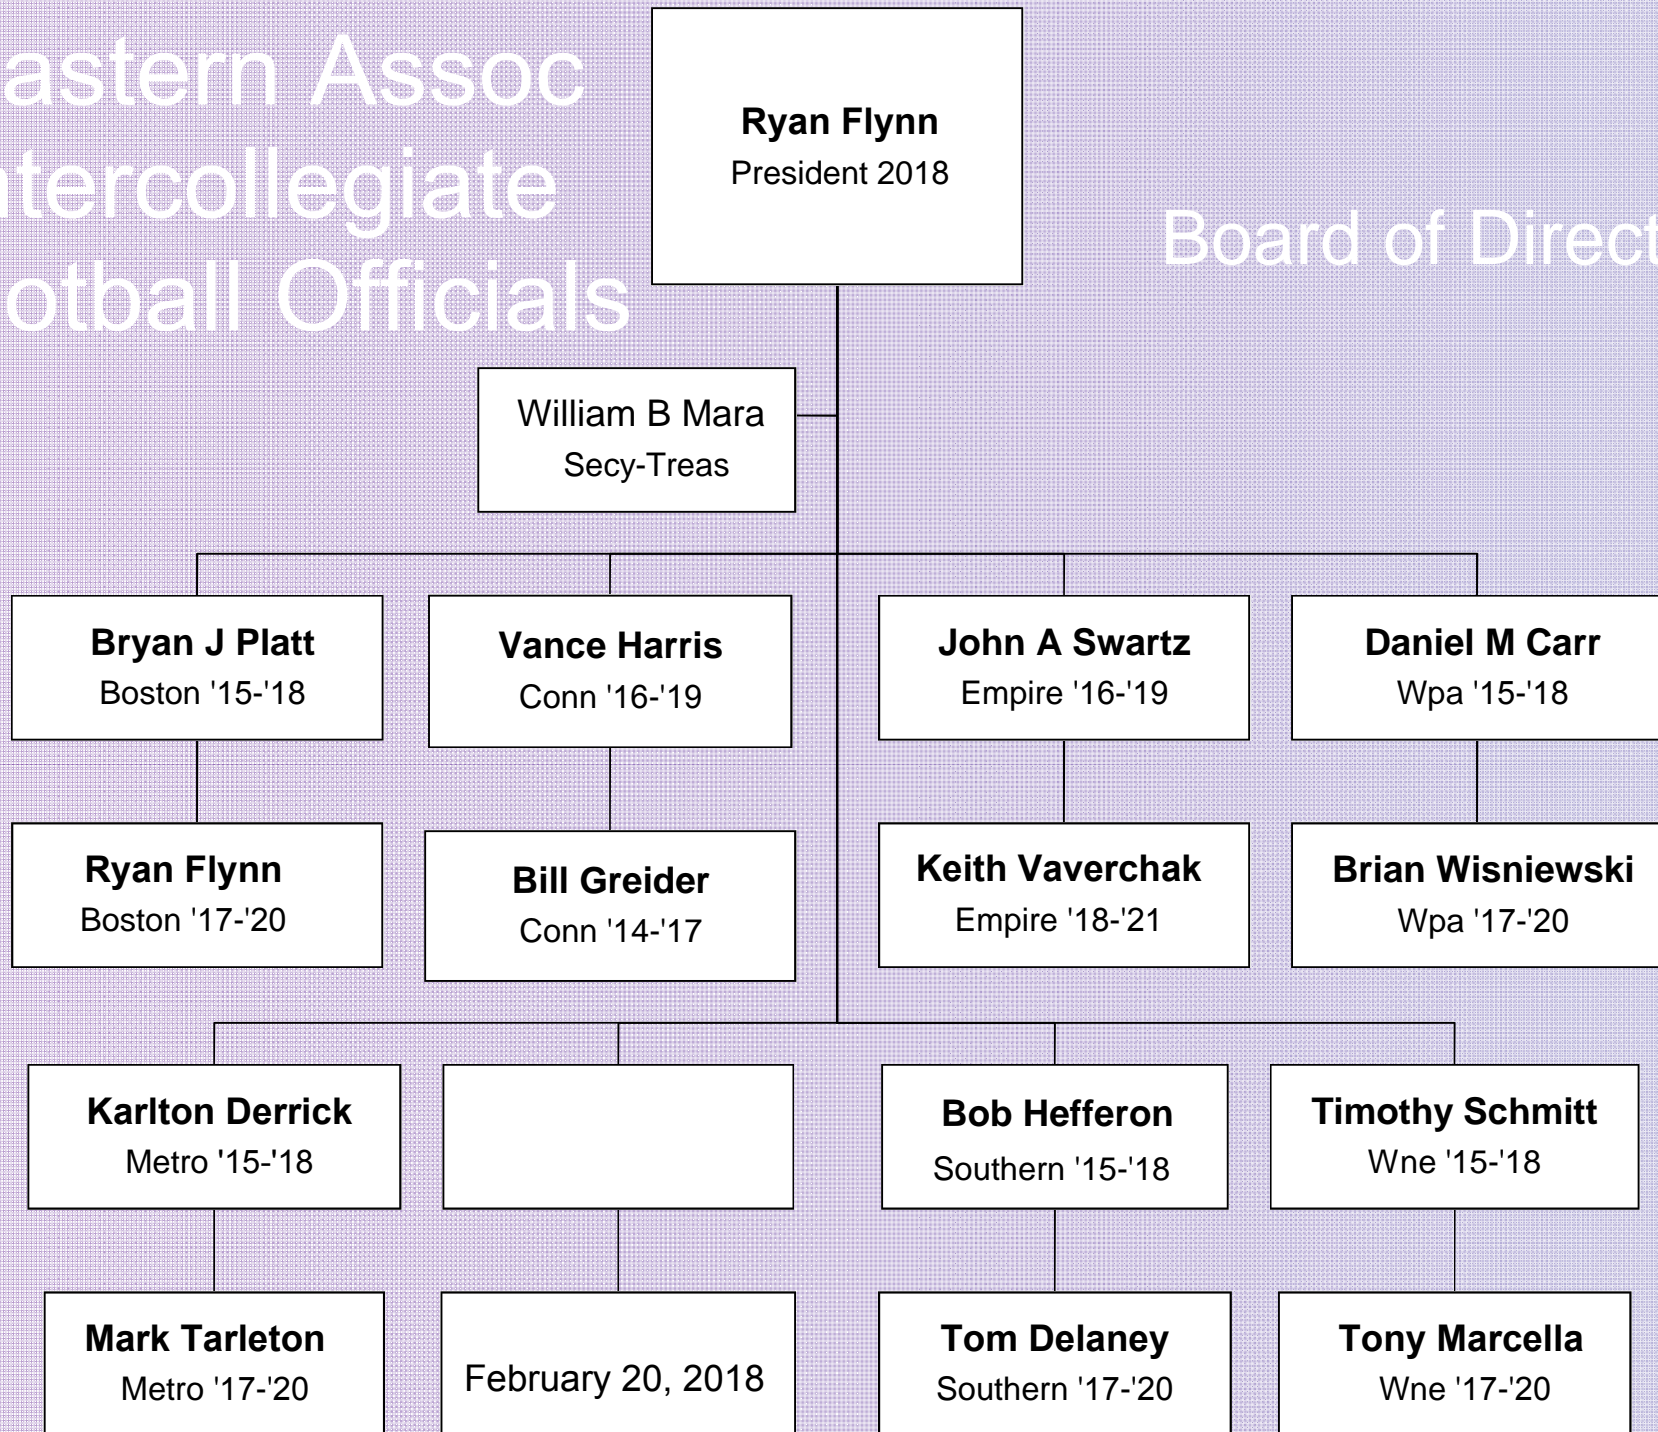 astern Assoc
tercollegiate
otball Officials
Ryan Flynn
President 2018
Board of Direct
William B Mara
Secy-Treas
Bryan J Platt
Boston '15-'18
Vance Harris
Conn '16-'19
John A Swartz
Empire '16-'19
Daniel M Carr
Wpa '15-'18
Ryan Flynn
Boston '17-'20
Bill Greider
Conn '14-'17
Keith Vaverchak
Empire '18-'21
Brian Wisniewski
Wpa '17-'20
Karlton Derrick
Metro '15-'18
Bob Hefferon
Southern '15-'18
Timothy Schmitt
Wne '15-'18
Mark Tarleton
Metro '17-'20
February 20, 2018
Tom Delaney
Southern '17-'20
Tony Marcella
Wne '17-'20